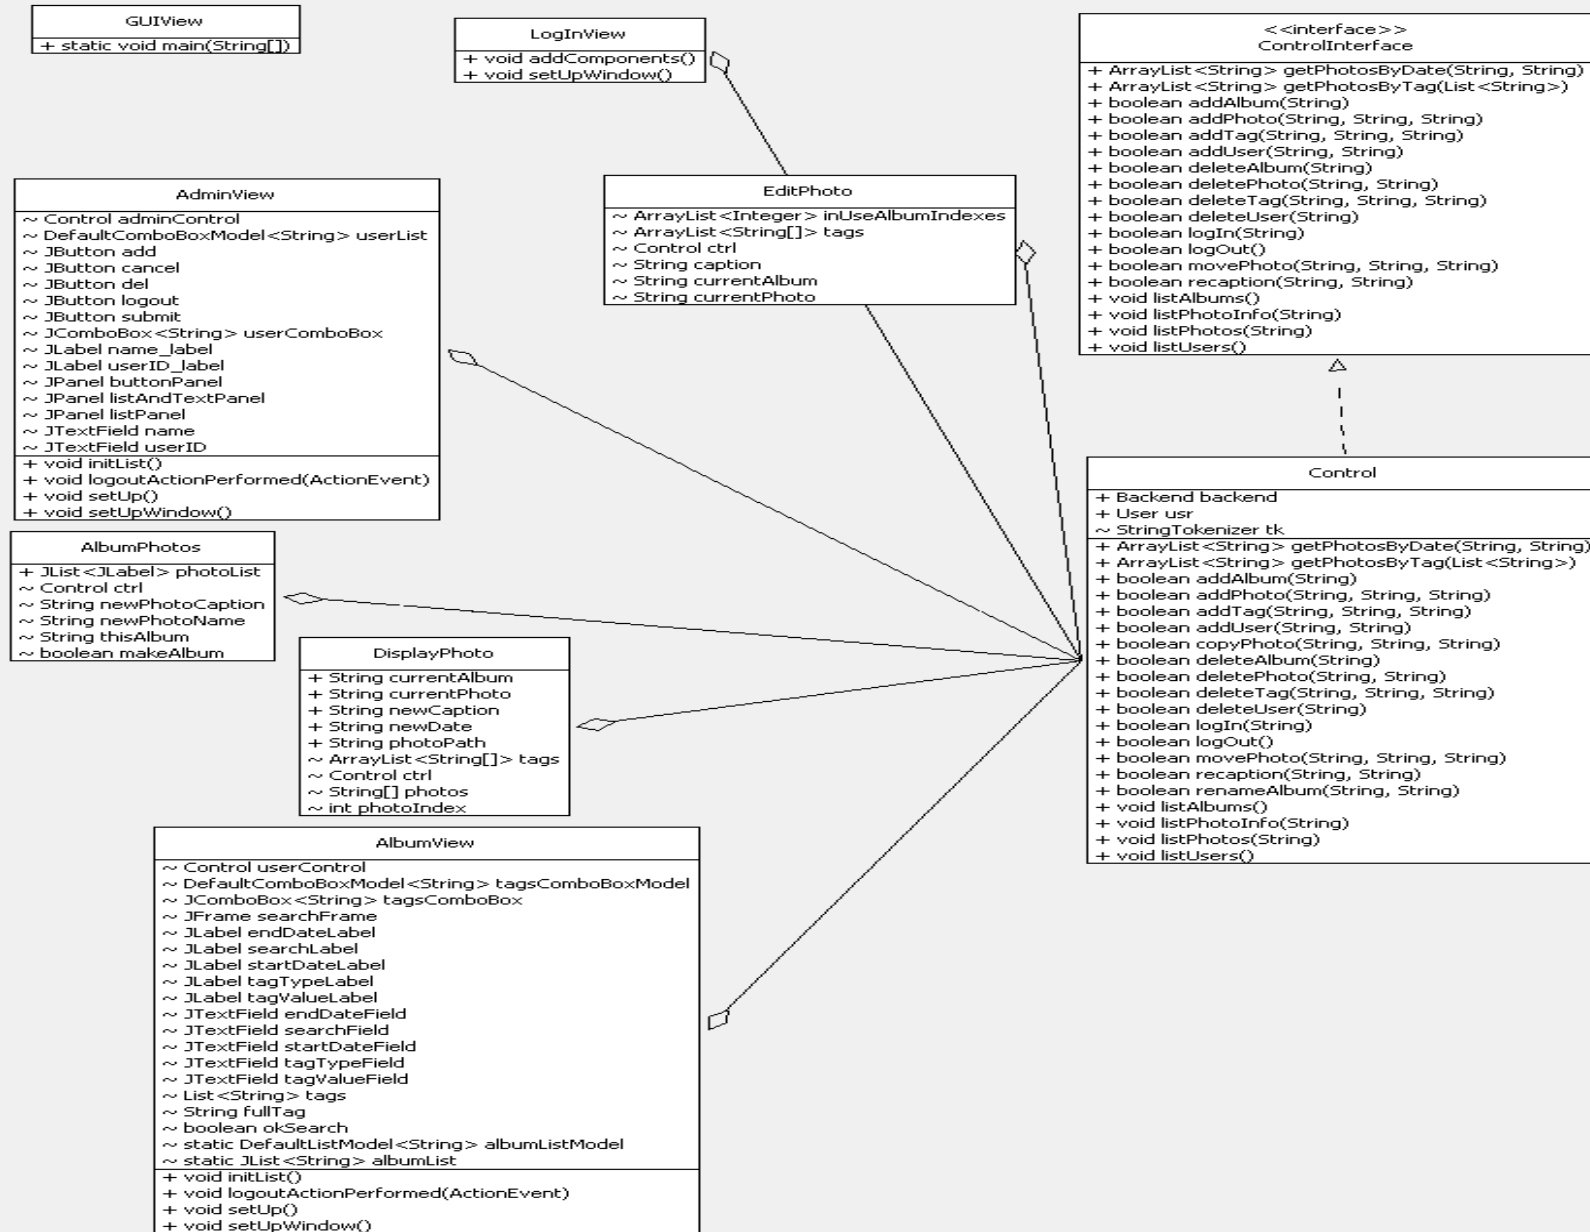 GUIView
+ static void main(String[])
LogInView
+ void addComponents()
+ void setUpWindow()
<<interface>>
ControlInterface
+ ArrayList<String> getPhotosByDate(String, String)
+ ArrayList<String> getPhotosByTag(List<String>)
+ boolean addAlbum(String)
+ boolean addPhoto(String, String, String)
+ boolean addTag(String, String, String)
+ boolean addUser(String, String)
+ boolean deleteAlbum(String)
+ boolean deletePhoto(String, String)
+ boolean deleteTag(String, String, String)
+ boolean deleteUser(String)
+ boolean logIn(String)
+ boolean logOut()
+ boolean movePhoto(String, String, String)
+ boolean recaption(String, String)
+ void listAlbums()
+ void listPhotoInfo(String)
+ void listPhotos(String)
+ void listUsers()
AdminView
~ Control adminControl
~ DefaultComboBoxModel<String> userList
~ JButton add
~ JButton cancel
~ JButton del
~ JButton logout
~ JButton submit
~ JComboBox<String> userComboBox
~ JLabel name_label
~ JLabel userID_label
~ JPanel buttonPanel
~ JPanel listAndTextPanel
~ JPanel listPanel
~ JTextField name
~ JTextField userID
+ void initList()
+ void logoutActionPerformed(ActionEvent)
+ void setUp()
+ void setUpWindow()
EditPhoto
~ ArrayList<Integer> inUseAlbumIndexes
~ ArrayList<String[]> tags
~ Control ctrl
~ String caption
~ String currentAlbum
~ String currentPhoto
Control
+ Backend backend
+ User usr
~ StringTokenizer tk
+ ArrayList<String> getPhotosByDate(String, String)
+ ArrayList<String> getPhotosByTag(List<String>)
+ boolean addAlbum(String)
+ boolean addPhoto(String, String, String)
+ boolean addTag(String, String, String)
+ boolean addUser(String, String)
+ boolean copyPhoto(String, String, String)
+ boolean deleteAlbum(String)
+ boolean deletePhoto(String, String)
+ boolean deleteTag(String, String, String)
+ boolean deleteUser(String)
+ boolean logIn(String)
+ boolean logOut()
+ boolean movePhoto(String, String, String)
+ boolean recaption(String, String)
+ boolean renameAlbum(String, String)
+ void listAlbums()
+ void listPhotoInfo(String)
+ void listPhotos(String)
+ void listUsers()
AlbumPhotos
+ JList<JLabel> photoList
~ Control ctrl
~ String newPhotoCaption
~ String newPhotoName
~ String thisAlbum
~ boolean makeAlbum
DisplayPhoto
+ String currentAlbum
+ String currentPhoto
+ String newCaption
+ String newDate
+ String photoPath
~ ArrayList<String[]> tags
~ Control ctrl
~ String[] photos
~ int photoIndex
AlbumView
~ Control userControl
~ DefaultComboBoxModel<String> tagsComboBoxModel
~ JComboBox<String> tagsComboBox
~ JFrame searchFrame
~ JLabel endDateLabel
~ JLabel searchLabel
~ JLabel startDateLabel
~ JLabel tagTypeLabel
~ JLabel tagValueLabel
~ JTextField endDateField
~ JTextField searchField
~ JTextField startDateField
~ JTextField tagTypeField
~ JTextField tagValueField
~ List<String> tags
~ String fullTag
~ boolean okSearch
~ static DefaultListModel<String> albumListModel
~ static JList<String> albumList
+ void initList()
+ void logoutActionPerformed(ActionEvent)
+ void setUp()
+ void setUpWindow()